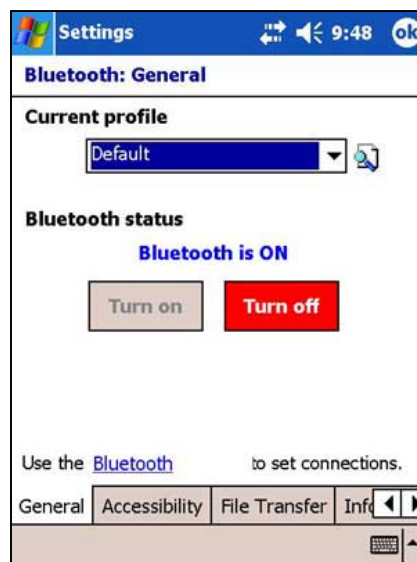 Settings 9:48 ok
Bluetooth: General
Current profile
Default
Bluetooth status
Bluetooth is ON
Turn on Turn off
Use the Bluetooth to set connections.
General Accessibility File Transfer Info